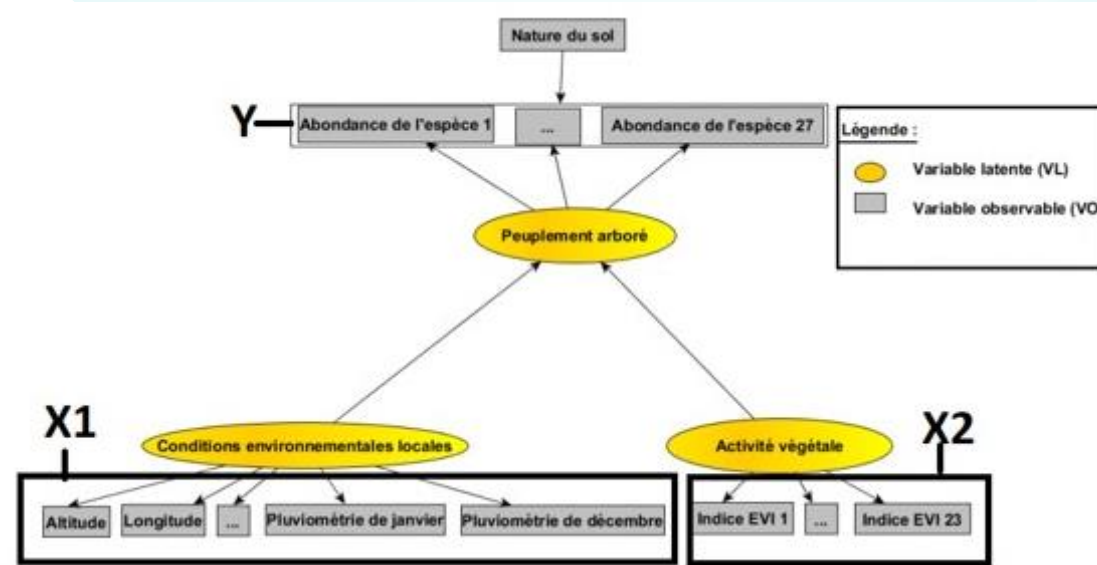 Nature du sol
Y
Abondance de l'espèce 1
...
Abondance de l'espèce 27
Légende :
Variable latente (VL)
Variable observable (VO
Peuplement arboré
X1
Conditions environnementales locales
Activité végétale
X2
Altitude
Longitude
...
Pluviométrie de janvier
Pluviométrie de décembre
Indice EVI 1
...
Indice EVI 23